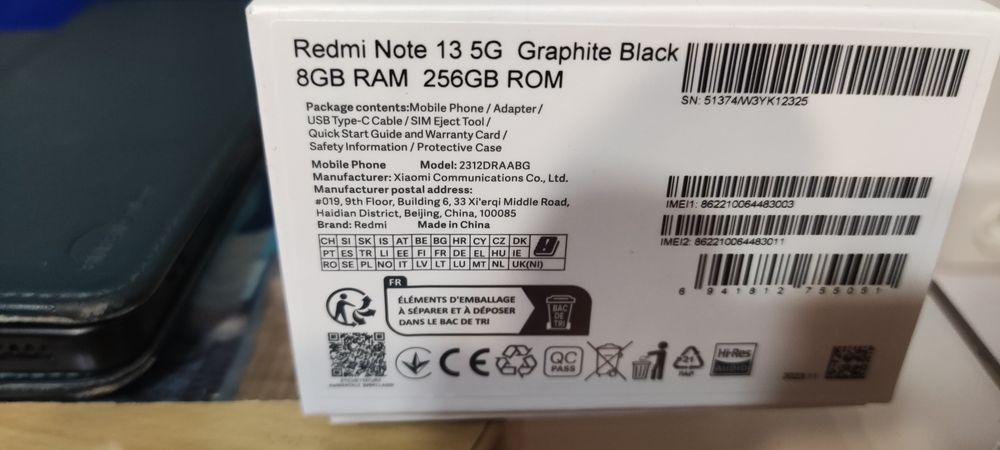 Redmi Note 13 5G Graphite Black
8GB RAM 256GB ROM
SN: 51374/W3YK12325
Package contents:Mobile Phone / Adapter /
USB Type-C Cable / SIM Eject Tool /
Quick Start Guide and Warranty Card /
Safety Information / Protective Case
Mobile Phone Model: 2312DRAABG
Manufacturer: Xiaomi Communications Co., Ltd.
Manufacturer postal address:
#019, 9th Floor, Building 6, 33 Xi'erqi Middle Road,
Haidian District, Beijing, China, 100085
Brand: Redmi Made in China
IMEI1: 862210064483003
IMEI2: 862210064483011
CH SI SK IS AT BE BG HR CY CZ DK
PT ES TR LI EE FI FR DE EL HU IE
RO SE PL NO IT LV LT LU MT NL UK(NI)
6 941812 755051
FR
ÉLÉMENTS D'EMBALLAGE
À SÉPARER ET À DÉPOSER
DANS LE BAC DE TRI
BAC
DE
TRI
CE
QC
PASS
21
PAP
Hi-Res
AUDIO